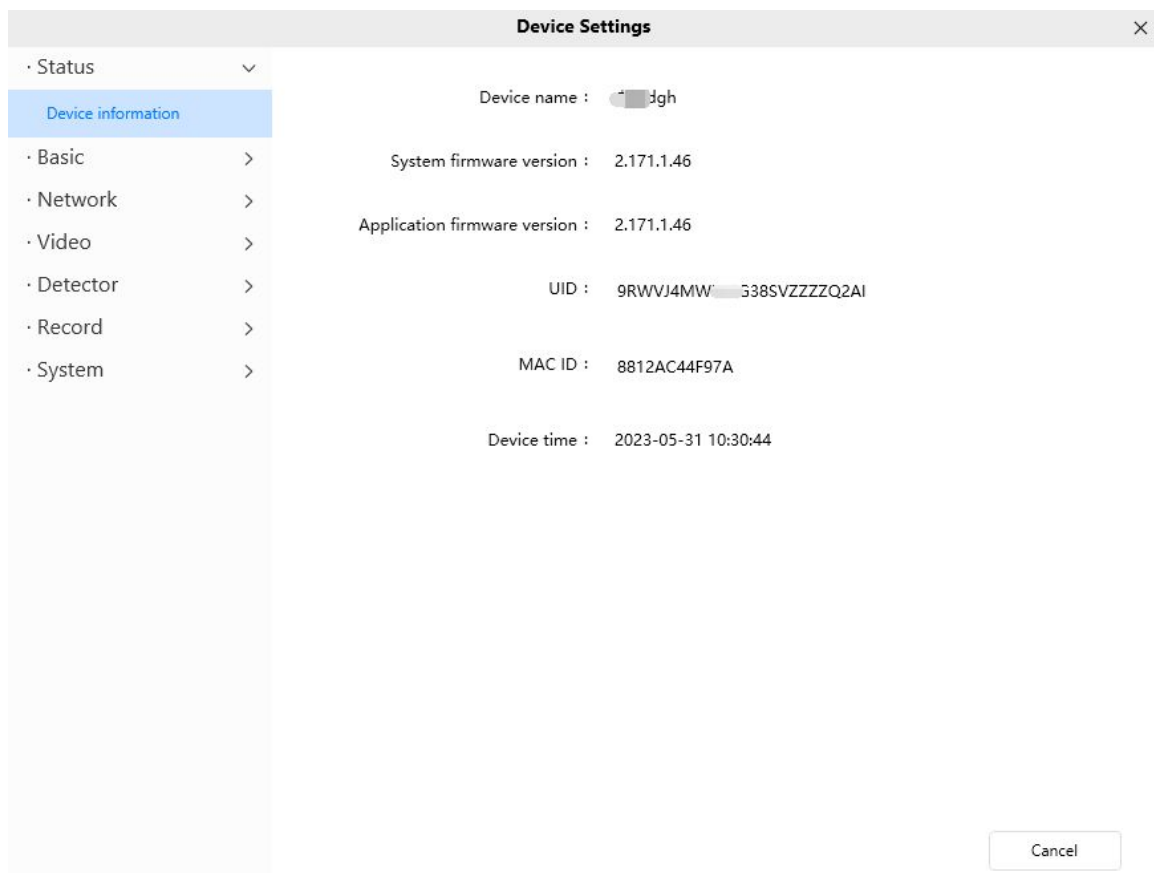 Device Settings
· Status
Device information
· Basic
· Network
· Video
· Detector
· Record
· System
Device name :
System firmware version : 2.171.1.46
Application firmware version : 2.171.1.46
UID :
MAC ID : 8812AC44F97A
Device time : 2023-05-31 10:30:44
Cancel